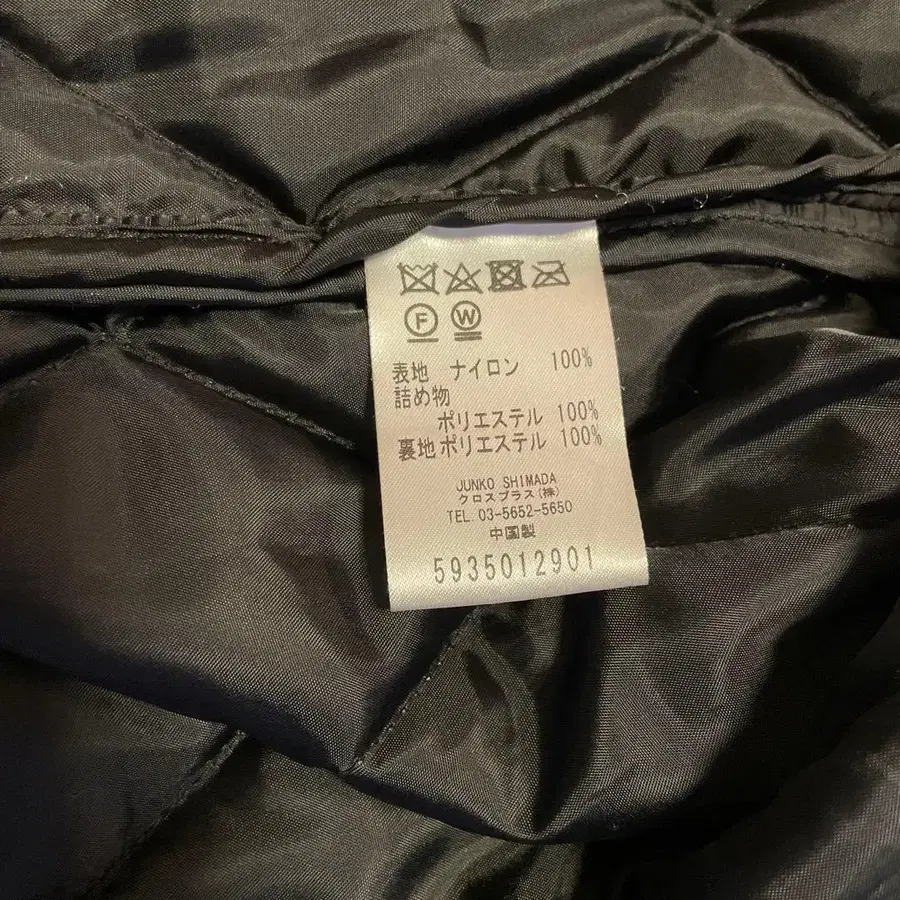 F W
表地 ナイロン 100%
詰め物
ポリエステル 100%
裏地 ポリエステル 100%
JUNKO SHIMADA
クロスプラス(株)
TEL.03-5652-5650
中国製
5935012901